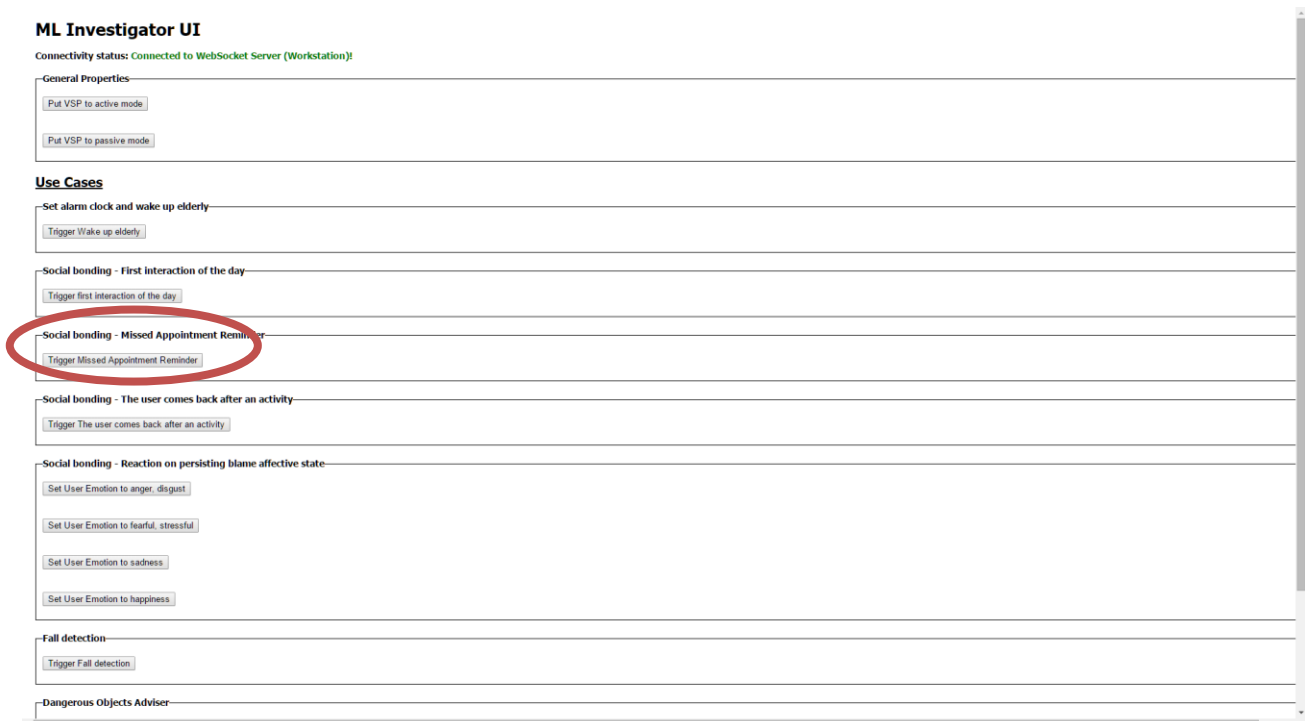 ML Investigator UI
Connectivity status: Connected to WebSocket Server (Workstation)!
General Properties
Put VSP to active mode
Put VSP to passive mode
Use Cases
Set alarm clock and wake up elderly
Trigger Wake up elderly
Social bonding - First interaction of the day
Trigger first interaction of the day
Social bonding - Missed Appointment Reminder
Trigger Missed Appointment Reminder
Social bonding - The user comes back after an activity
Trigger The user comes back after an activity
Social bonding - Reaction on persisting blame affective state
Set User Emotion to anger, disgust
Set User Emotion to fearful, stressful
Set User Emotion to sadness
Set User Emotion to happiness
Fall detection
Trigger Fall detection
Dangerous Objects Adviser